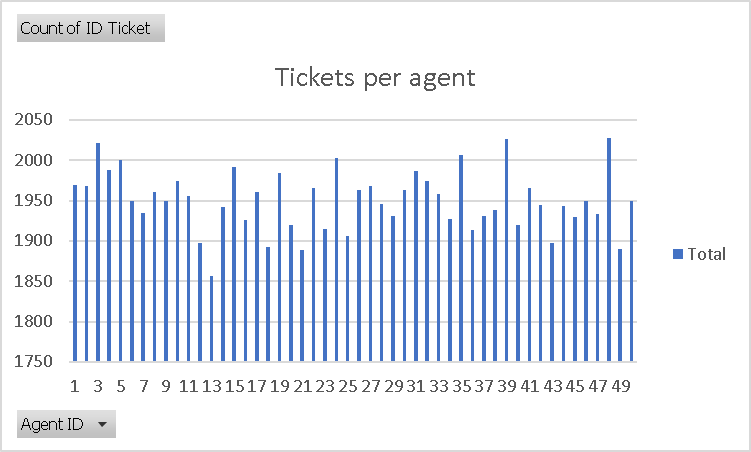 Count of ID Ticket
Tickets per agent
2050
2000
1950
1900
1850
1800
1750
1 3 5 7 9 11 13 15 17 19 21 23 25 27 29 31 33 35 37 39 41 43 45 47 49
Total
Agent ID